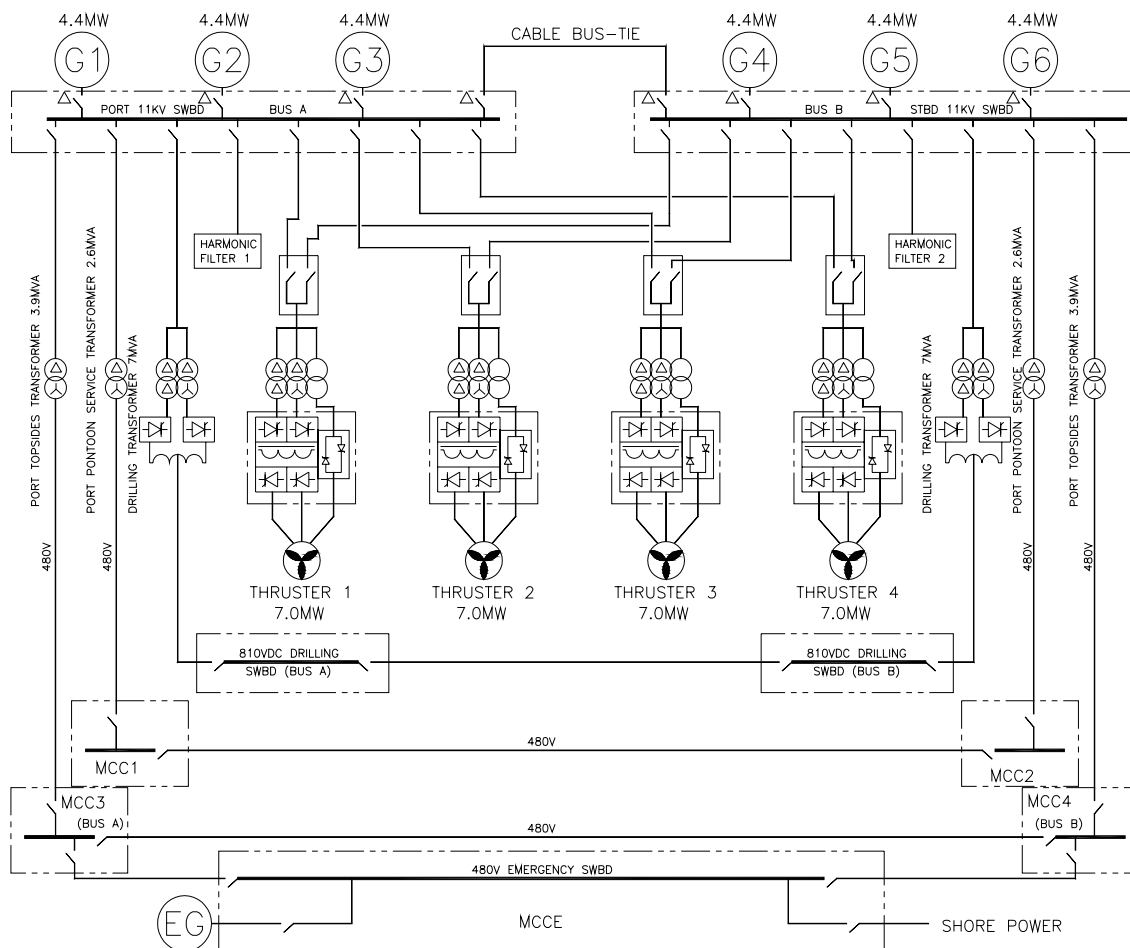 4.4MW
4.4MW
4.4MW
4.4MW
4.4MW
4.4MW
G1
G2
G3
CABLE BUS-TIE
G4
G5
G6
PORT 11KV SWBD
BUS A
BUS B
STBD 11KV SWBD
HARMONIC
FILTER 1
HARMONIC
FILTER 2
PORT TOPSIDES TRANSFORMER 3.9MVA
PORT PONTOON SERVICE TRANSFORMER 2.6MVA
DRILLING TRANSFORMER 7MVA
DRILLING TRANSFORMER 7MVA
PORT PONTOON SERVICE TRANSFORMER 2.6MVA
PORT TOPSIDES TRANSFORMER 3.9MVA
480V
480V
480V
480V
THRUSTER 1
7.0MW
THRUSTER 2
7.0MW
THRUSTER 3
7.0MW
THRUSTER 4
7.0MW
810VDC DRILLING
SWBD (BUS A)
810VDC DRILLING
SWBD (BUS B)
480V
MCC1
MCC2
MCC3
(BUS A)
480V
MCC4
(BUS B)
480V EMERGENCY SWBD
EG
MCCE
SHORE POWER